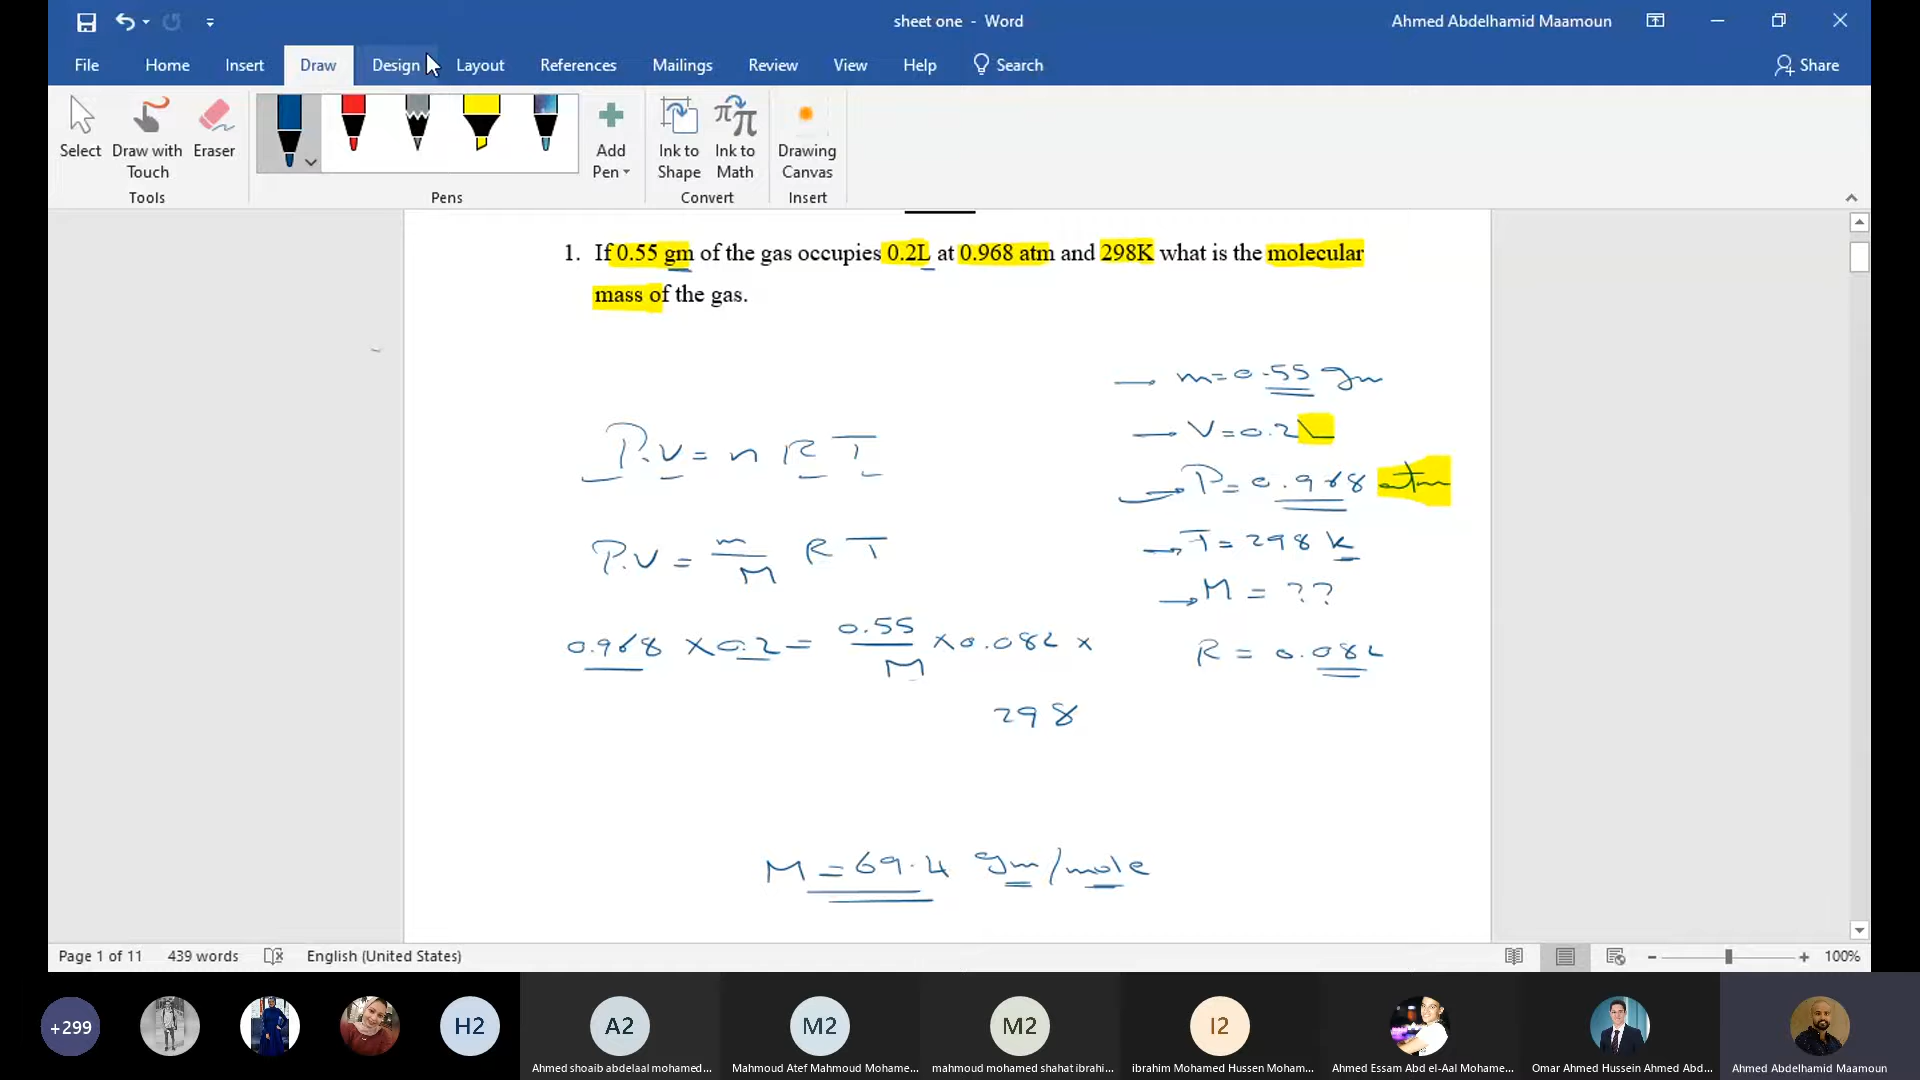 sheet one - Word
Ahmed Abdelhamid Maamoun
File Home Insert Draw Design Layout References Mailings Review View Help Search Share
Select Draw with Touch Eraser
Add Pen
Ink to Shape Ink to Math
Drawing Canvas
Tools Pens Convert Insert
1. If 0.55 gm of the gas occupies 0.2L at 0.968 atm and 298K what is the molecular
mass of the gas.
m=0.55 gm
V=0.2L
P.V= n R T
P=0.968 atm
T=298 k
P.V = m/M R T
M = ??
0.968 ×0.2= 0.55/M ×0.082 ×
298
R = 0.082
M =69.4 gm/mole
Page 1 of 11 439 words English (United States) 100%
+299 H2 A2 M2 M2 I2
Ahmed shoaib abdelaal mohamed...
Mahmoud Atef Mahmoud Mohame...
mahmoud mohamed shahat ibrahi...
ibrahim Mohamed Hussen Moham...
Ahmed Essam Abd el-Aal Mohame...
Omar Ahmed Hussein Ahmed Abd...
Ahmed Abdelhamid Maamoun